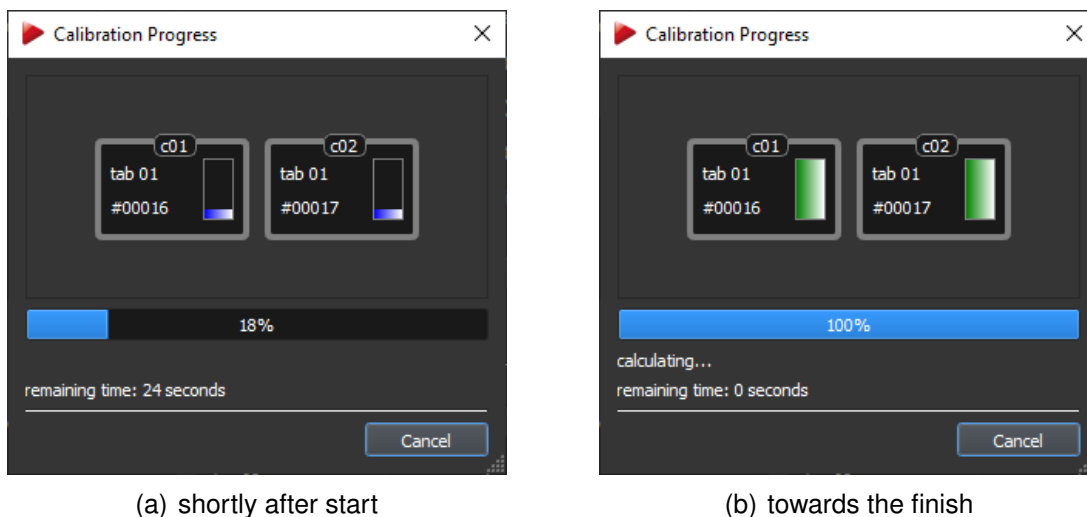 Calibration Progress
c01
c02
tab 01
tab 01
#00016
#00017
18%
remaining time: 24 seconds
Cancel
(a) shortly after start
Calibration Progress
c01
c02
tab 01
tab 01
#00016
#00017
100%
calculating...
remaining time: 0 seconds
Cancel
(b) towards the finish